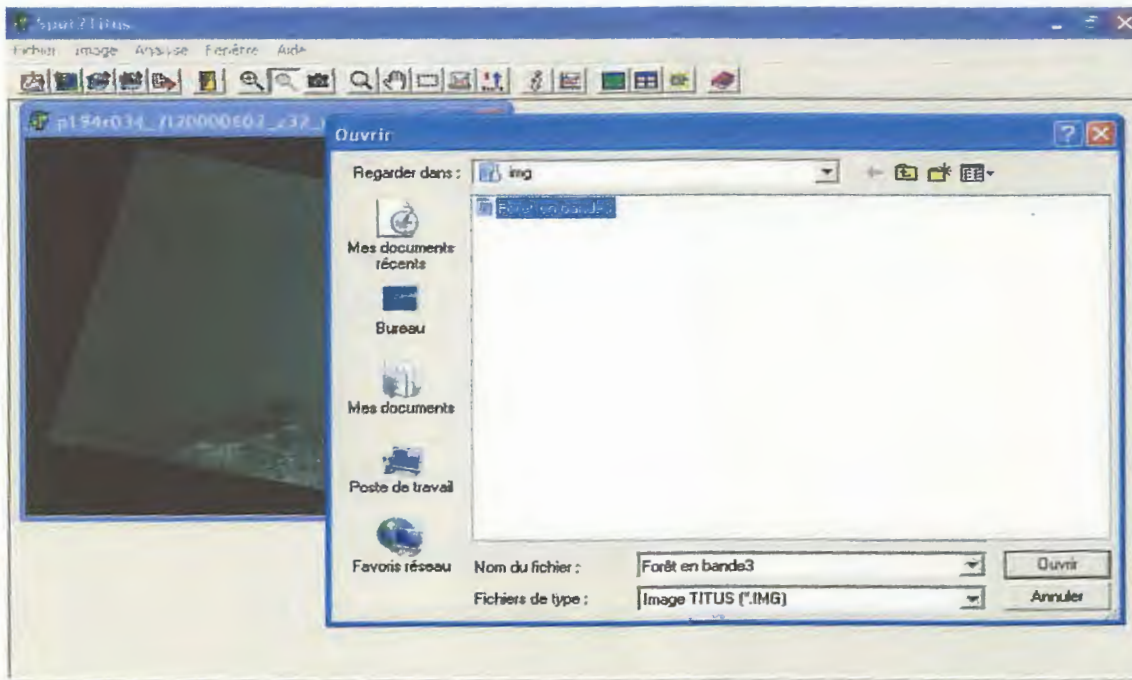 Spot2Titus
Fichier Image Analyse Fenêtre Aide
Ouvrir
Regarder dans :
img
Forêt en bande3
Mes documents
récents
Bureau
Mes documents
Poste de travail
Favoris réseau
Nom du fichier :
Forêt en bande3
Ouvrir
Fichiers de type :
Image TITUS (*.IMG)
Annuler